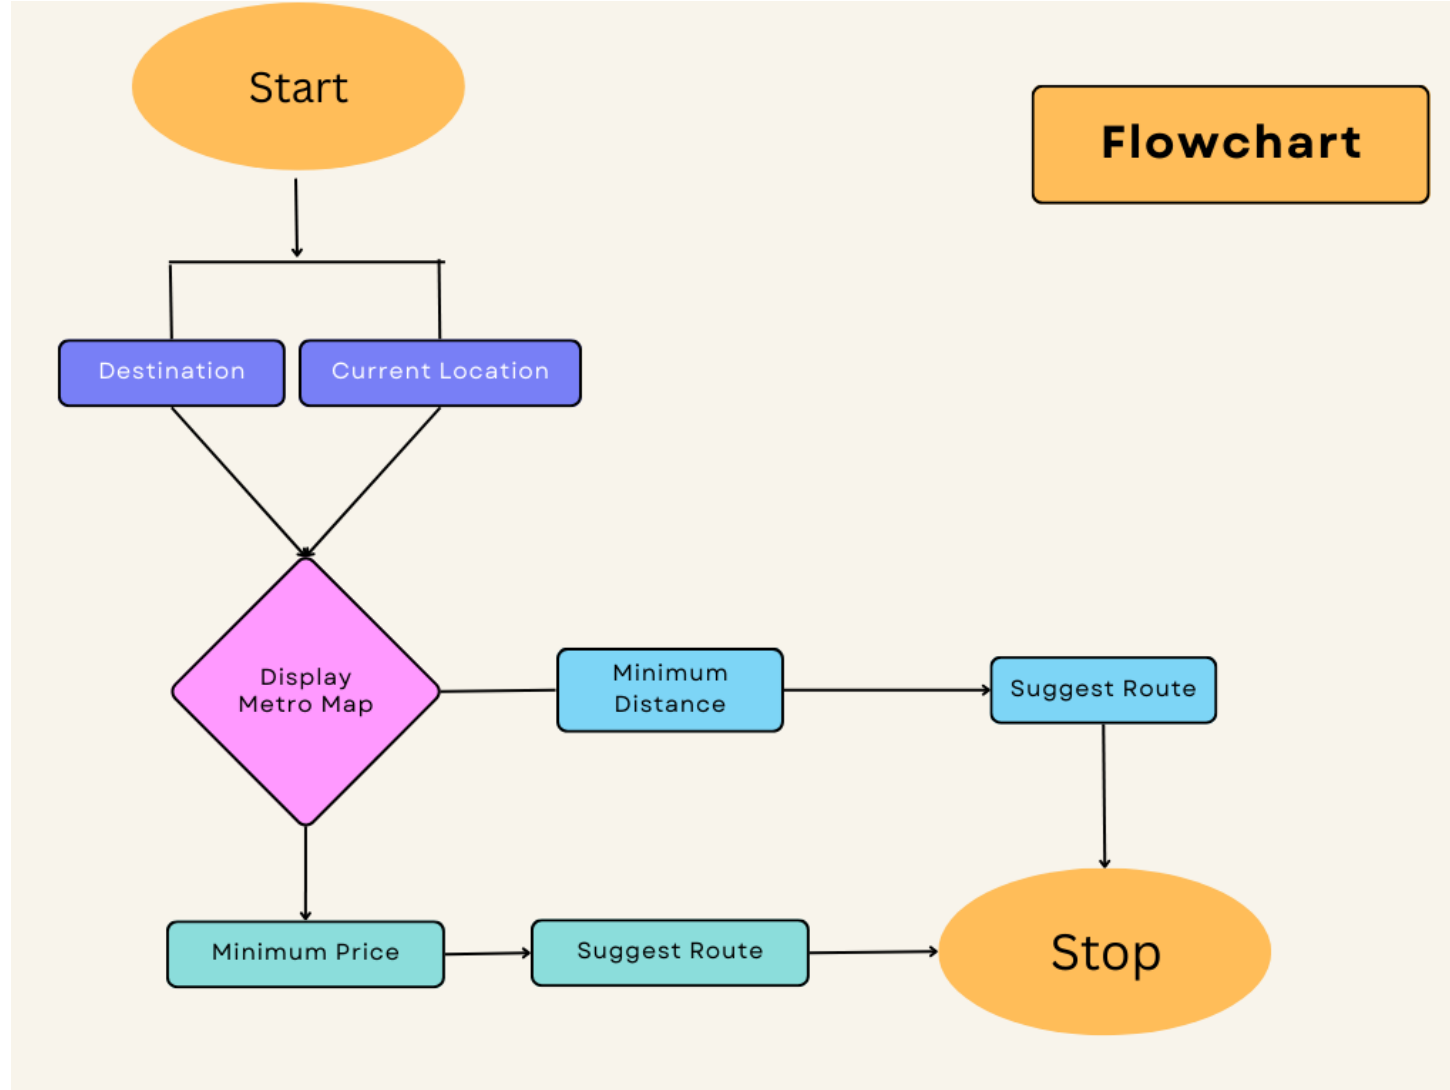 Start
Flowchart
Destination
Current Location
Display
Metro Map
Minimum
Distance
Suggest Route
Minimum Price
Suggest Route
Stop